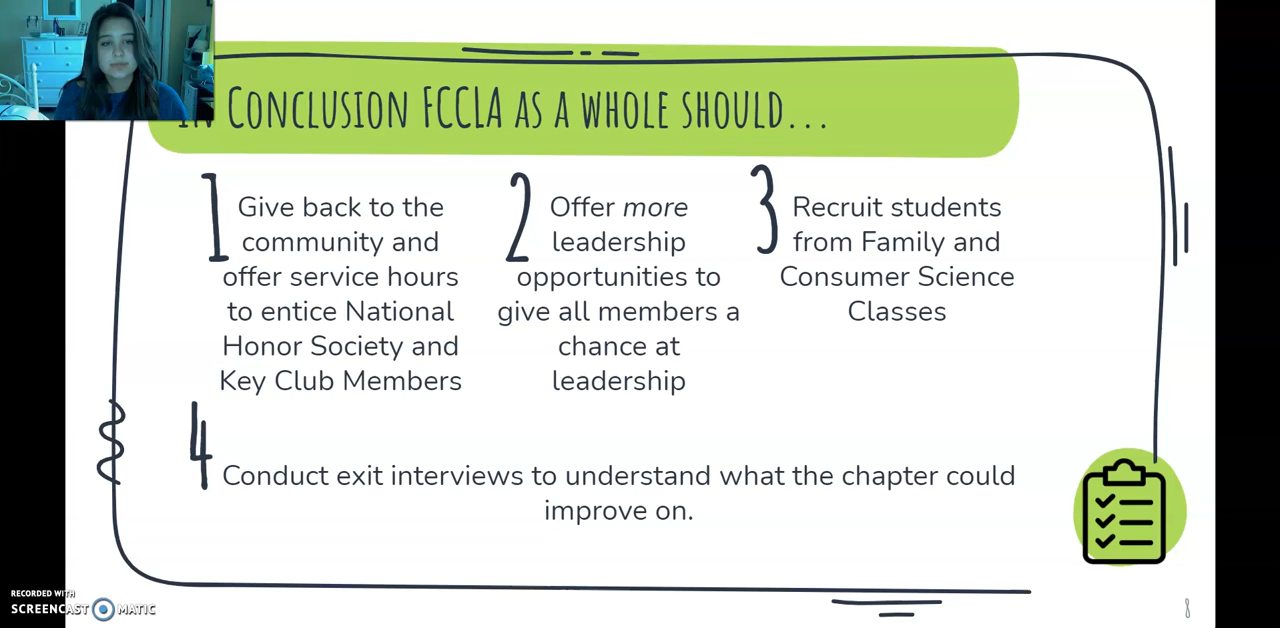 In Conclusion FCCLA as a whole should...
1
Give back to the
community and
offer service hours
to entice National
Honor Society and
Key Club Members
2
Offer more
leadership
opportunities to
give all members a
chance at
leadership
3
Recruit students
from Family and
Consumer Science
Classes
4
Conduct exit interviews to understand what the chapter could
improve on.
RECORDED WITH
SCREENCAST MATIC
8